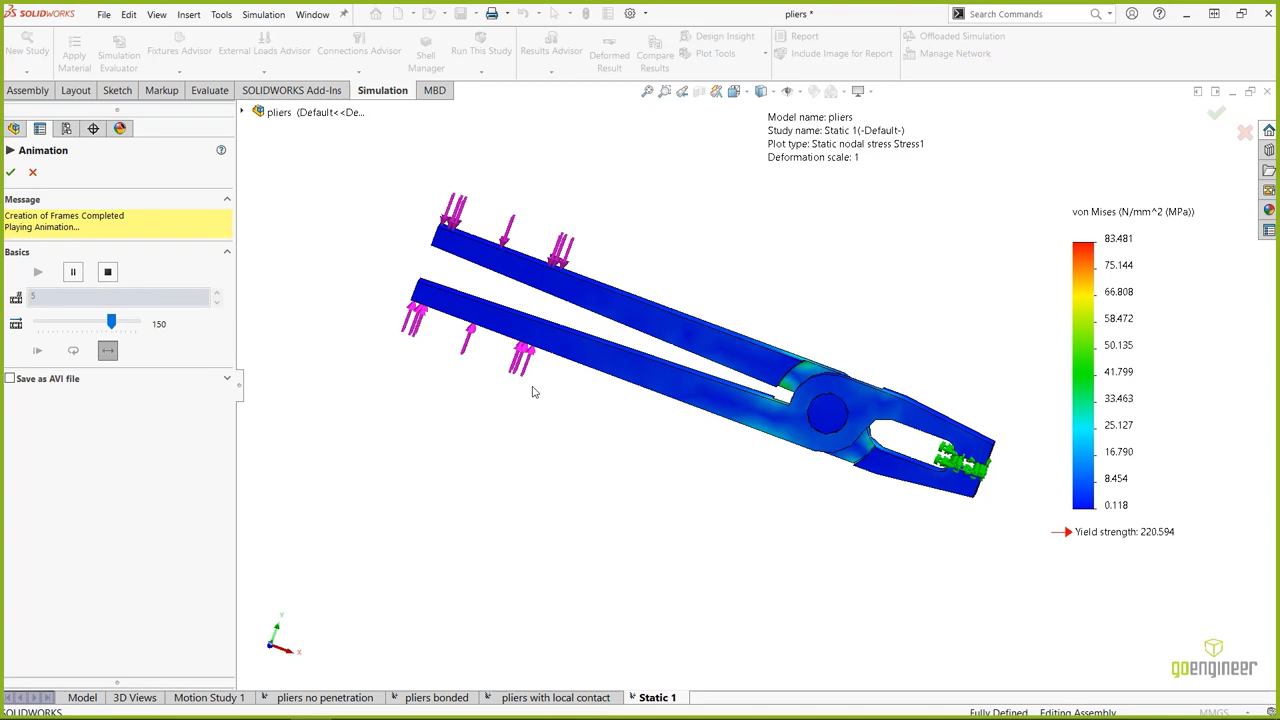 SOLIDWORKS File Edit View Insert Tools Simulation Window pliers * Search Commands
New Study
Apply Material
Simulation Evaluator
Fixtures Advisor
External Loads Advisor
Connections Advisor
Shell Manager
Run This Study
Results Advisor
Deformed Result
Compare Results
Design Insight
Plot Tools
Report
Include Image for Report
Offloaded Simulation
Manage Network
Assembly Layout Sketch Markup Evaluate SOLIDWORKS Add-Ins Simulation MBD
pliers (Default<<De...
Animation
Message
Creation of Frames Completed
Playing Animation...
Basics
5
150
Save as AVI file
Model name: pliers
Study name: Static 1(-Default-)
Plot type: Static nodal stress Stress1
Deformation scale: 1
von Mises (N/mm^2 (MPa))
83.481
75.144
66.808
58.472
50.135
41.799
33.463
25.127
16.790
8.454
0.118
Yield strength: 220.594
Y
X
goengineer
Model 3D Views Motion Study 1 pliers no penetration pliers bonded pliers with local contact Static 1
SOLIDWORKS Fully Defined Editing Assembly MMGS